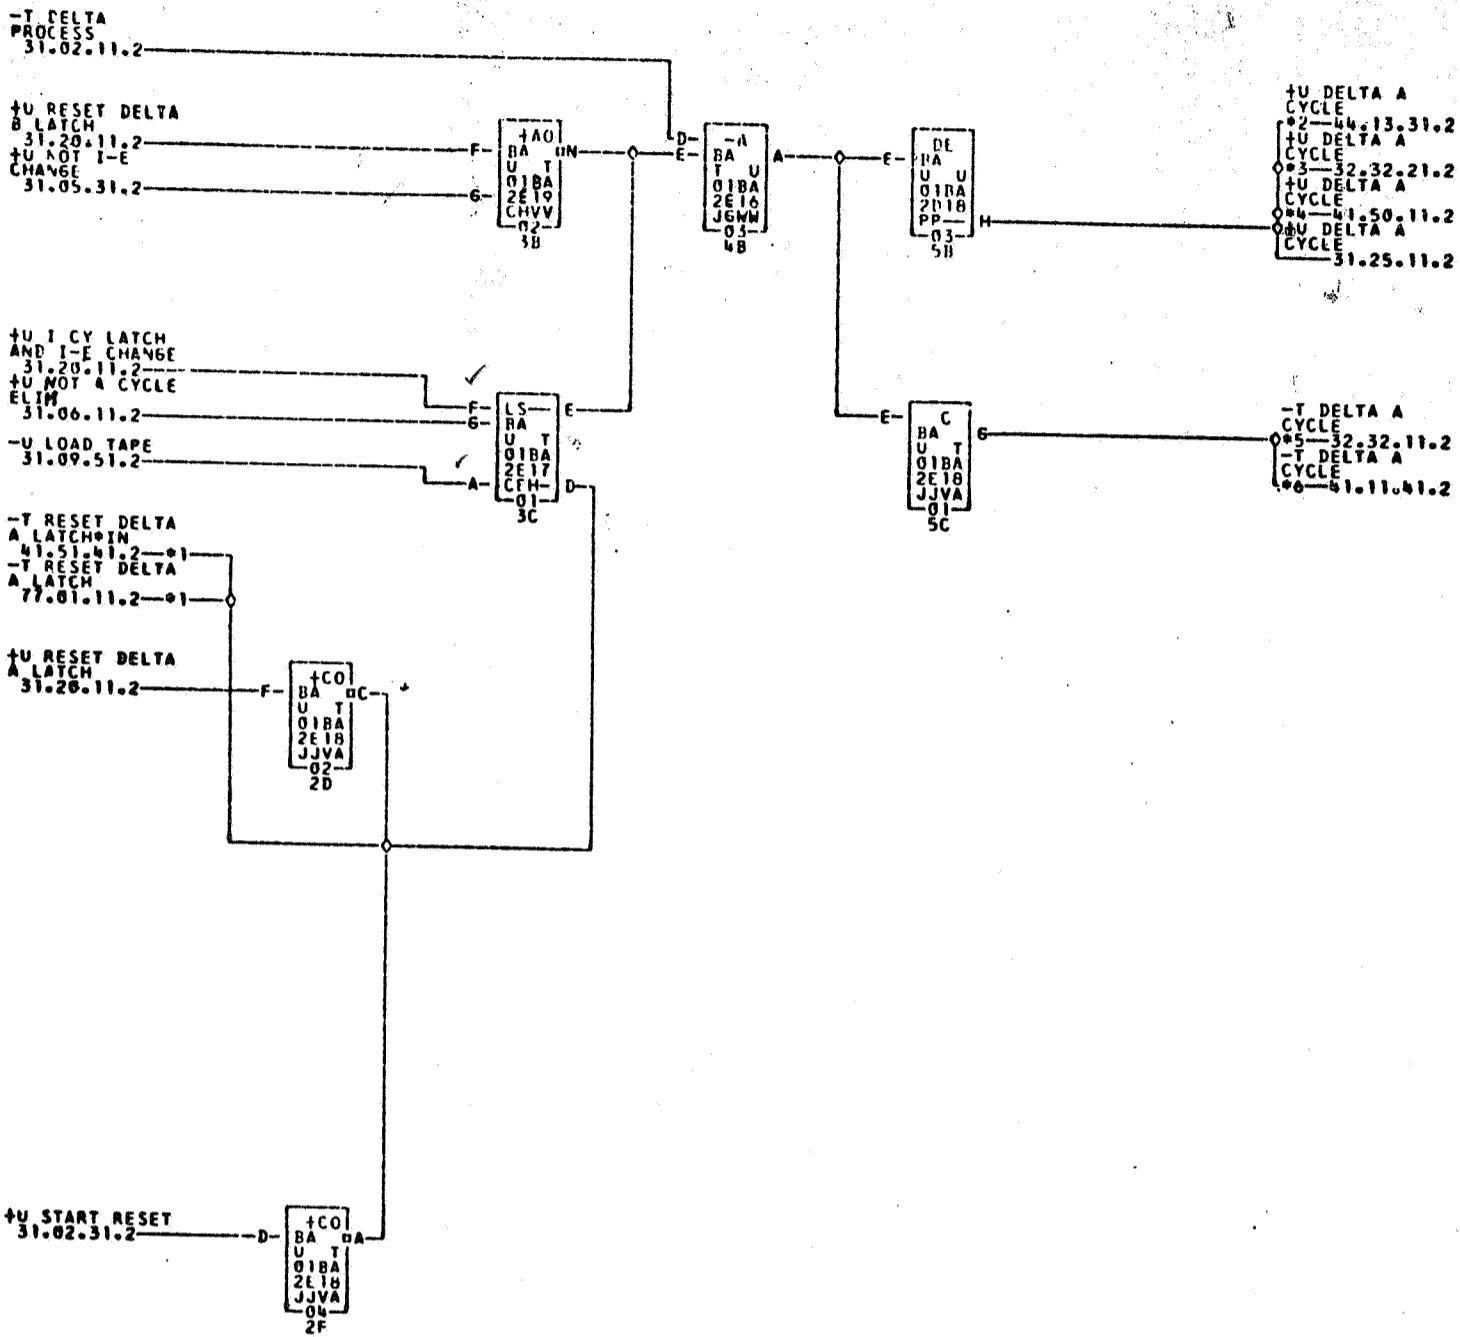 -T DELTA
PROCESS
31.02.11.2
+U RESET DELTA
B LATCH
31.20.11.2
+U NOT I-E
CHANGE
31.05.31.2
F
G
+AO
BA N
U T
01BA
2E19
CHVV
02
3B
D
E
-A
BA A
T U
01BA
2E16
JGWW
03
4B
E
DE
BA
U U
01BA
2D18
PP H
03
5B
+U DELTA A
CYCLE
*2 44.13.31.2
+U DELTA A
CYCLE
*3 32.32.21.2
+U DELTA A
CYCLE
*4 41.50.11.2
+U DELTA A
CYCLE
31.25.11.2
+U I CY LATCH
AND I-E CHANGE
31.20.11.2
+U NOT A CYCLE
ELIM
31.06.11.2
-U LOAD TAPE
31.09.51.2
F
G
A
LS E
BA
U T
01BA
2E17
CEH D
01
3C
E
C
BA G
U T
01BA
2E18
JJVA
01
5C
-T DELTA A
CYCLE
*5 32.32.11.2
-T DELTA A
CYCLE
*6 41.11.41.2
-T RESET DELTA
A LATCH*IN
41.51.41.2 *1
-T RESET DELTA
A LATCH
77.01.11.2 *1
+U RESET DELTA
A LATCH
31.20.11.2
F
+CO
BA C
U T
01BA
2E18
JJVA
02
2D
+U START RESET
31.02.31.2
D
+CO
BA A
U T
01BA
2E18
JJVA
04
2F